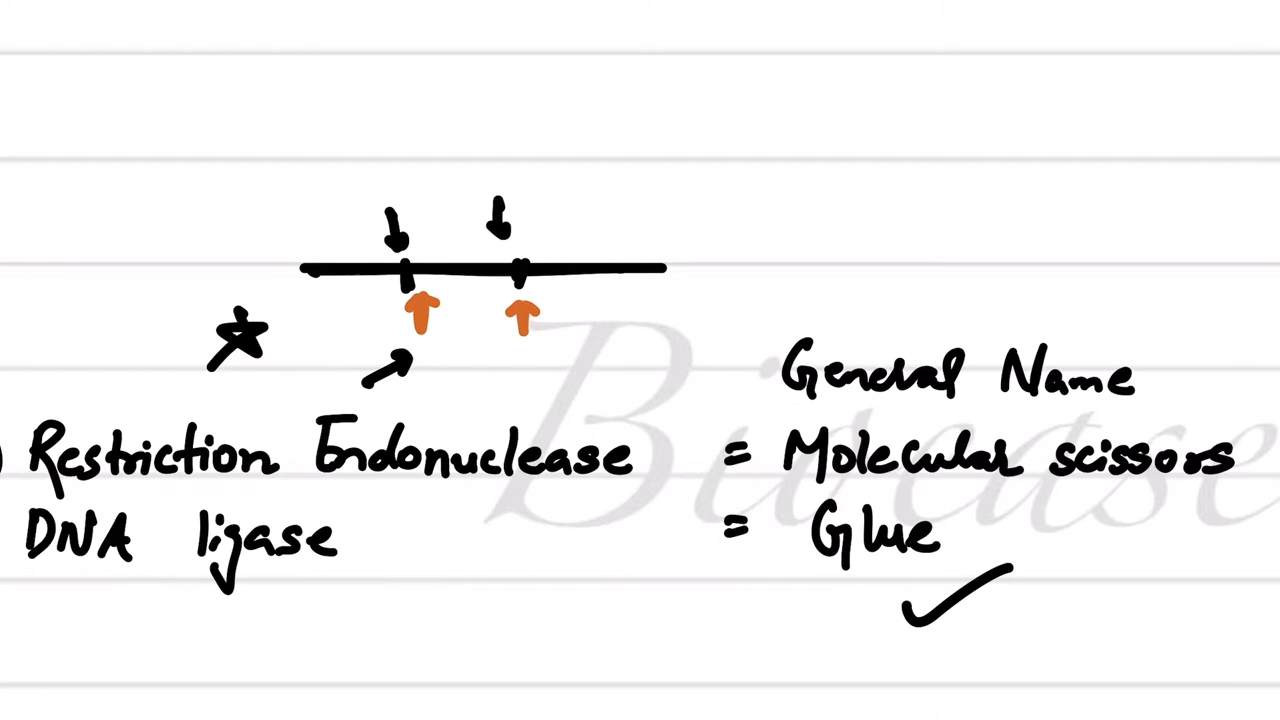 General Name
) Restriction Endonuclease = Molecular scissors
DNA ligase = Glue